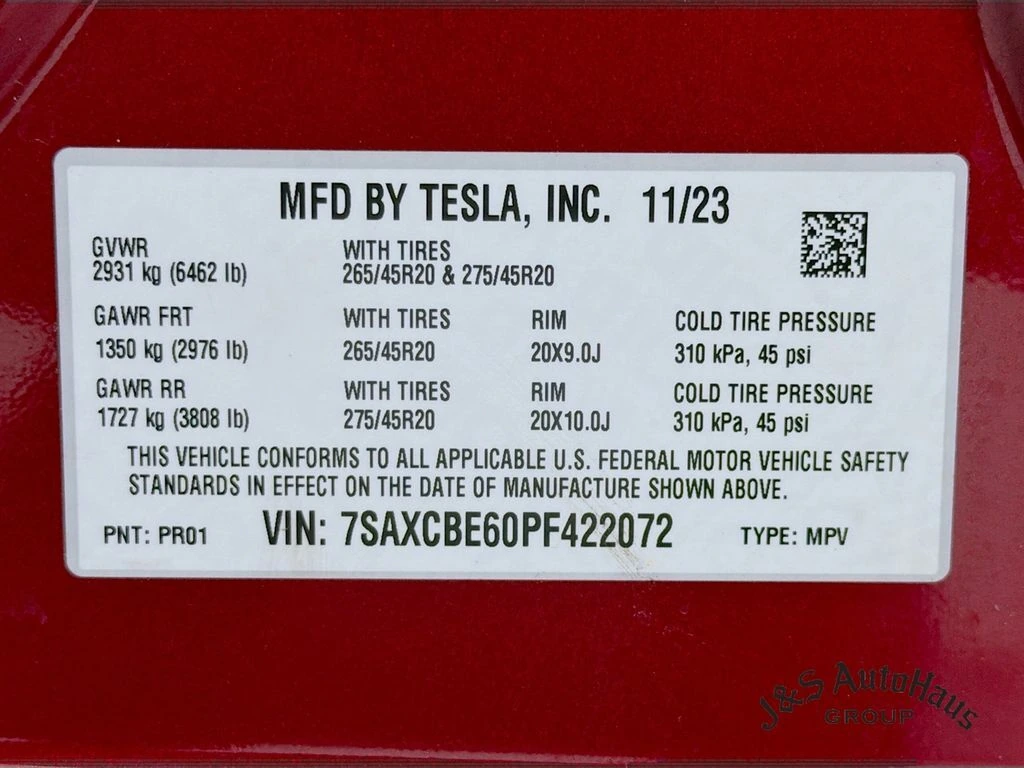 MFD BY TESLA, INC. 11/23
GVWR WITH TIRES
2931 kg (6462 lb) 265/45R20 & 275/45R20
GAWR FRT WITH TIRES RIM COLD TIRE PRESSURE
1350 kg (2976 lb) 265/45R20 20X9.0J 310 kPa, 45 psi
GAWR RR WITH TIRES RIM COLD TIRE PRESSURE
1727 kg (3808 lb) 275/45R20 20X10.0J 310 kPa, 45 psi
THIS VEHICLE CONFORMS TO ALL APPLICABLE U.S. FEDERAL MOTOR VEHICLE SAFETY
STANDARDS IN EFFECT ON THE DATE OF MANUFACTURE SHOWN ABOVE.
PNT: PR01 VIN: 7SAXCBE60PF422072 TYPE: MPV
J&S AutoHaus
GROUP